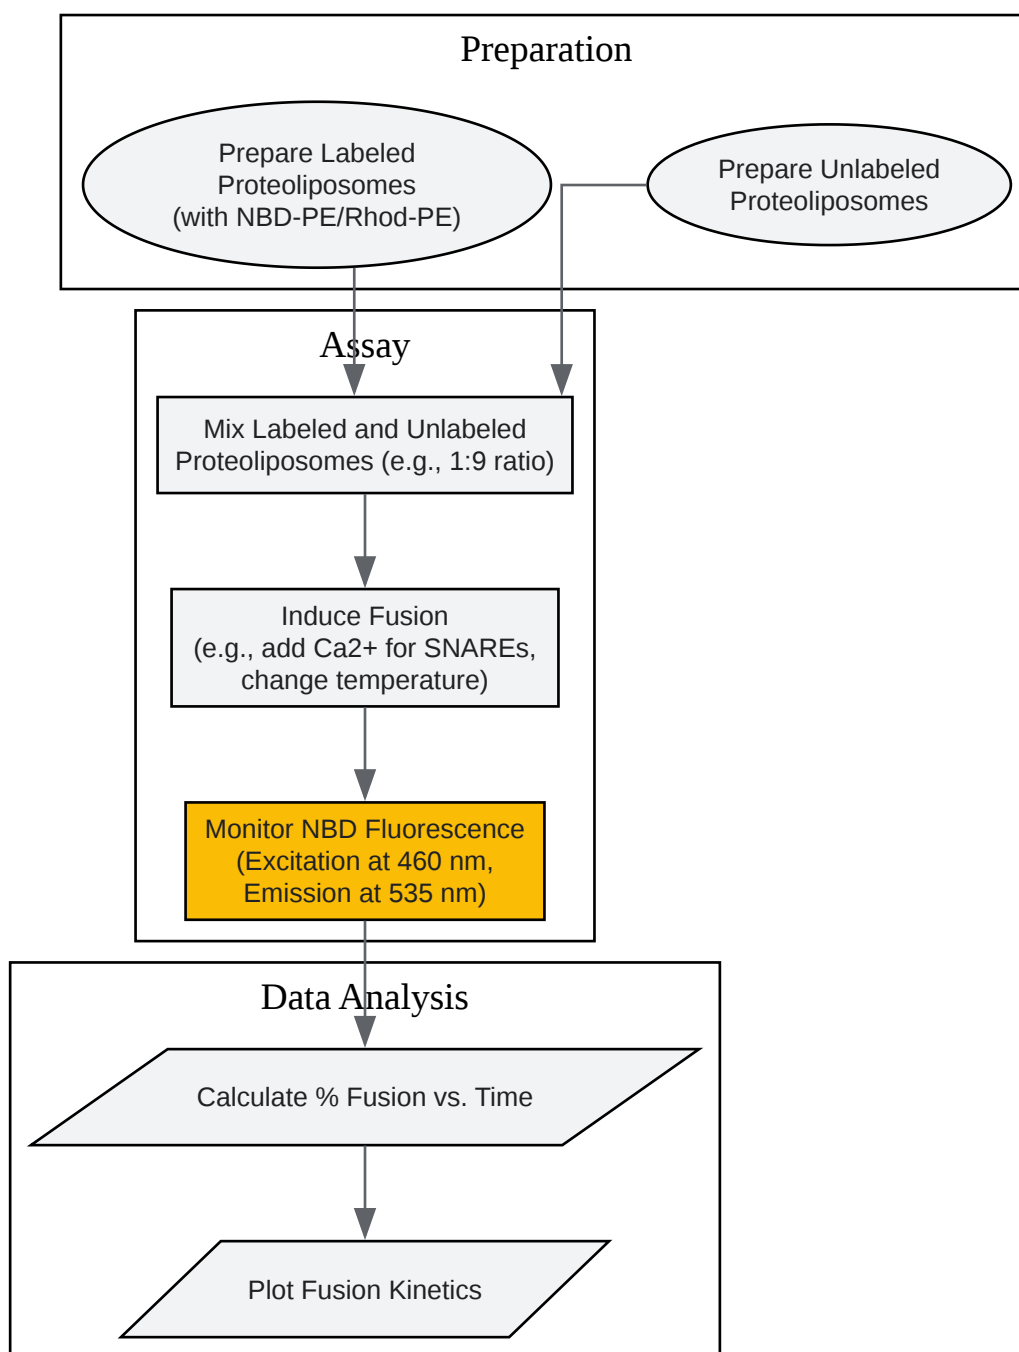 Preparation
Prepare Labeled
Proteoliposomes
(with NBD-PE/Rhod-PE)
Prepare Unlabeled
Proteoliposomes
Assay
Mix Labeled and Unlabeled
Proteoliposomes (e.g., 1:9 ratio)
Induce Fusion
(e.g., add Ca2+ for SNAREs,
change temperature)
Monitor NBD Fluorescence
(Excitation at 460 nm,
Emission at 535 nm)
Data Analysis
Calculate % Fusion vs. Time
Plot Fusion Kinetics